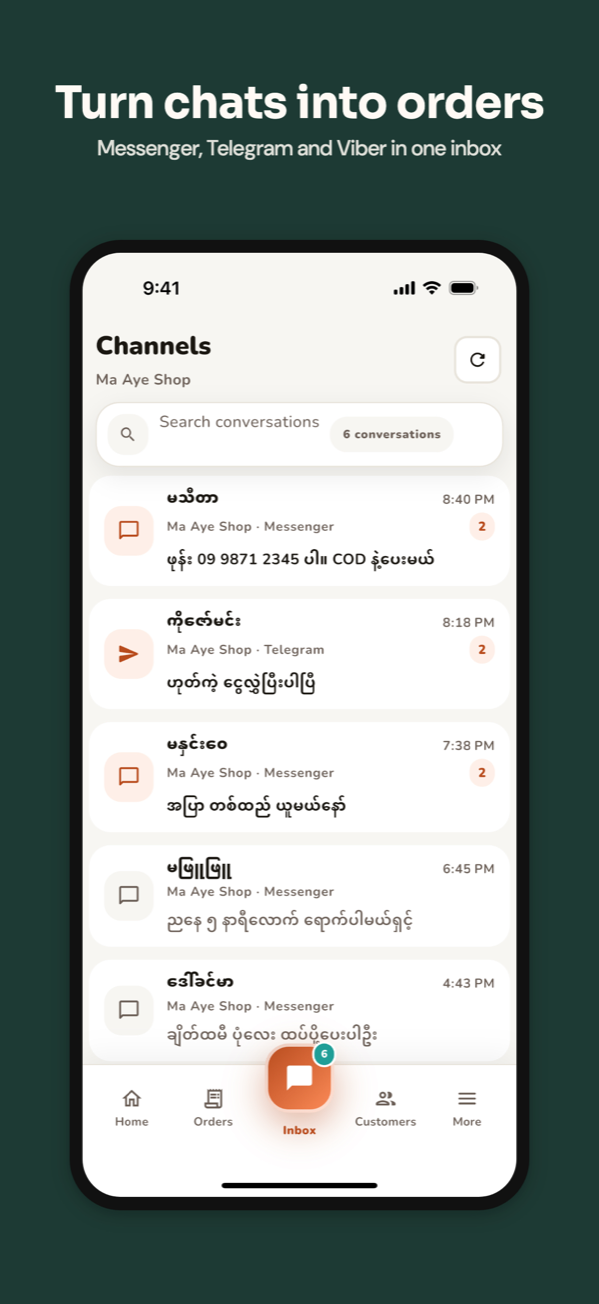 Turn chats into orders
Messenger, Telegram and Viber in one inbox
9:41
Channels
Ma Aye Shop
Search conversations
6 conversations
မသီတာ
8:40 PM
Ma Aye Shop · Messenger
2
ဖုန်း 09 9871 2345 ပါ။ COD နဲ့ပေးမယ်
ကိုဇော်မင်း
8:18 PM
Ma Aye Shop · Telegram
2
ဟုတ်ကဲ့ ငွေလွှဲပြီးပါပြီ
မနှင်းဝေ
7:38 PM
Ma Aye Shop · Messenger
2
အပြာ တစ်ထည် ယူမယ်နော်
မဖြူဖြူ
6:45 PM
Ma Aye Shop · Messenger
ညနေ ၅ နာရီလောက် ရောက်ပါမယ်ရှင့်
ဒေါ်ခင်မာ
4:43 PM
Ma Aye Shop · Messenger
ချိတ်ထမီ ပုံလေး ထပ်ပို့ပေးပါဦး
6
Home
Orders
Inbox
Customers
More